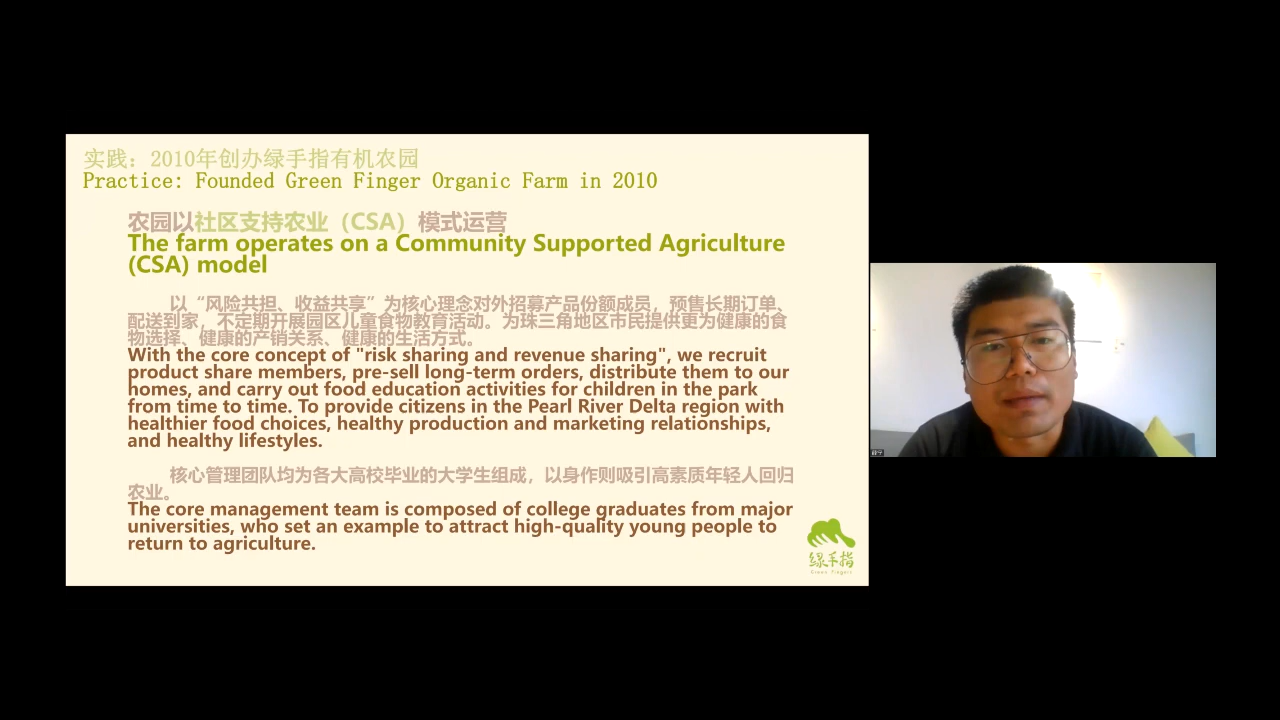 实践：2010年创办绿手指有机农园
Practice: Founded Green Finger Organic Farm in 2010
农园以社区支持农业（CSA）模式运营
The farm operates on a Community Supported Agriculture
(CSA) model
以“风险共担、收益共享”为核心理念对外招募产品份额成员，预售长期订单、
配送到家，不定期开展园区儿童食物教育活动。为珠三角地区市民提供更为健康的食
物选择、健康的产销关系、健康的生活方式。
With the core concept of "risk sharing and revenue sharing", we recruit
product share members, pre-sell long-term orders, distribute them to our
homes, and carry out food education activities for children in the park
from time to time. To provide citizens in the Pearl River Delta region with
healthier food choices, healthy production and marketing relationships,
and healthy lifestyles.
核心管理团队均为各大高校毕业的大学生组成，以身作则吸引高素质年轻人回归
农业。
The core management team is composed of college graduates from major
universities, who set an example to attract high-quality young people to
return to agriculture.
绿手指
Green Fingers